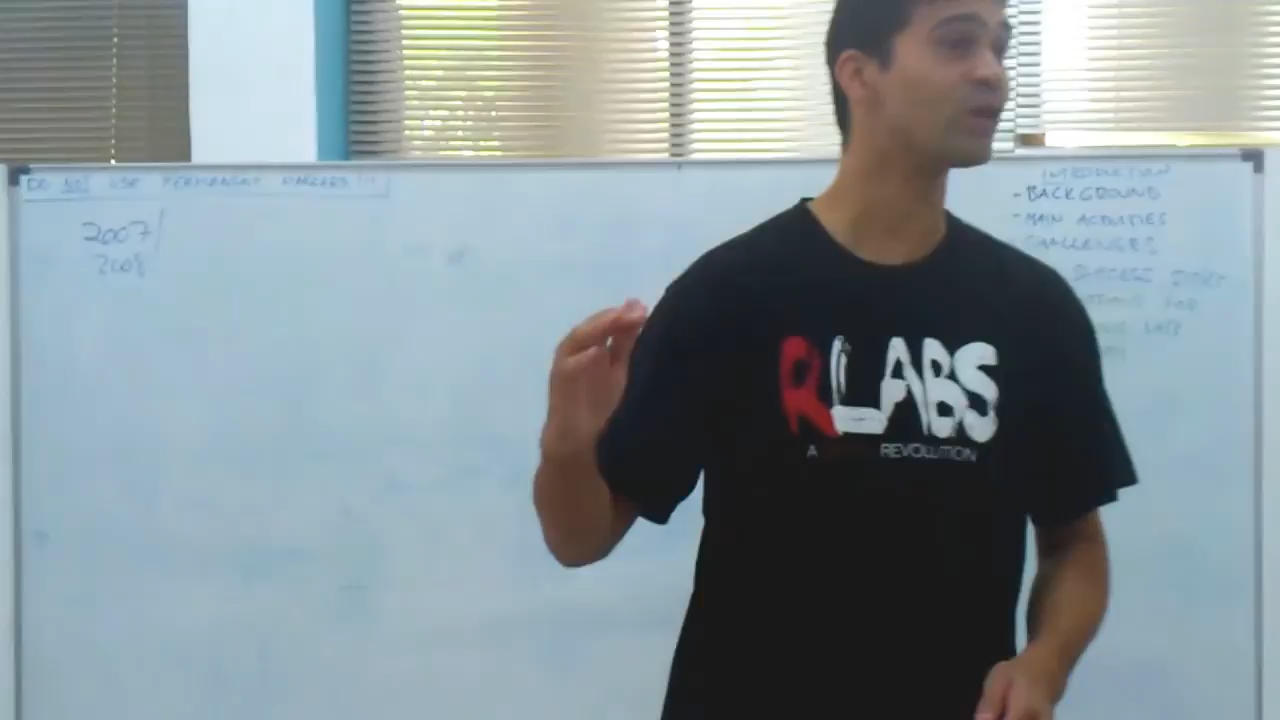 DO NOT USE PERMANENT MARKERS!!!
2007/
2008
INTRODUCTION
- BACKGROUND
- MAIN ACTIVITIES
- CHALLENGES
RLABS
A REVOLUTION